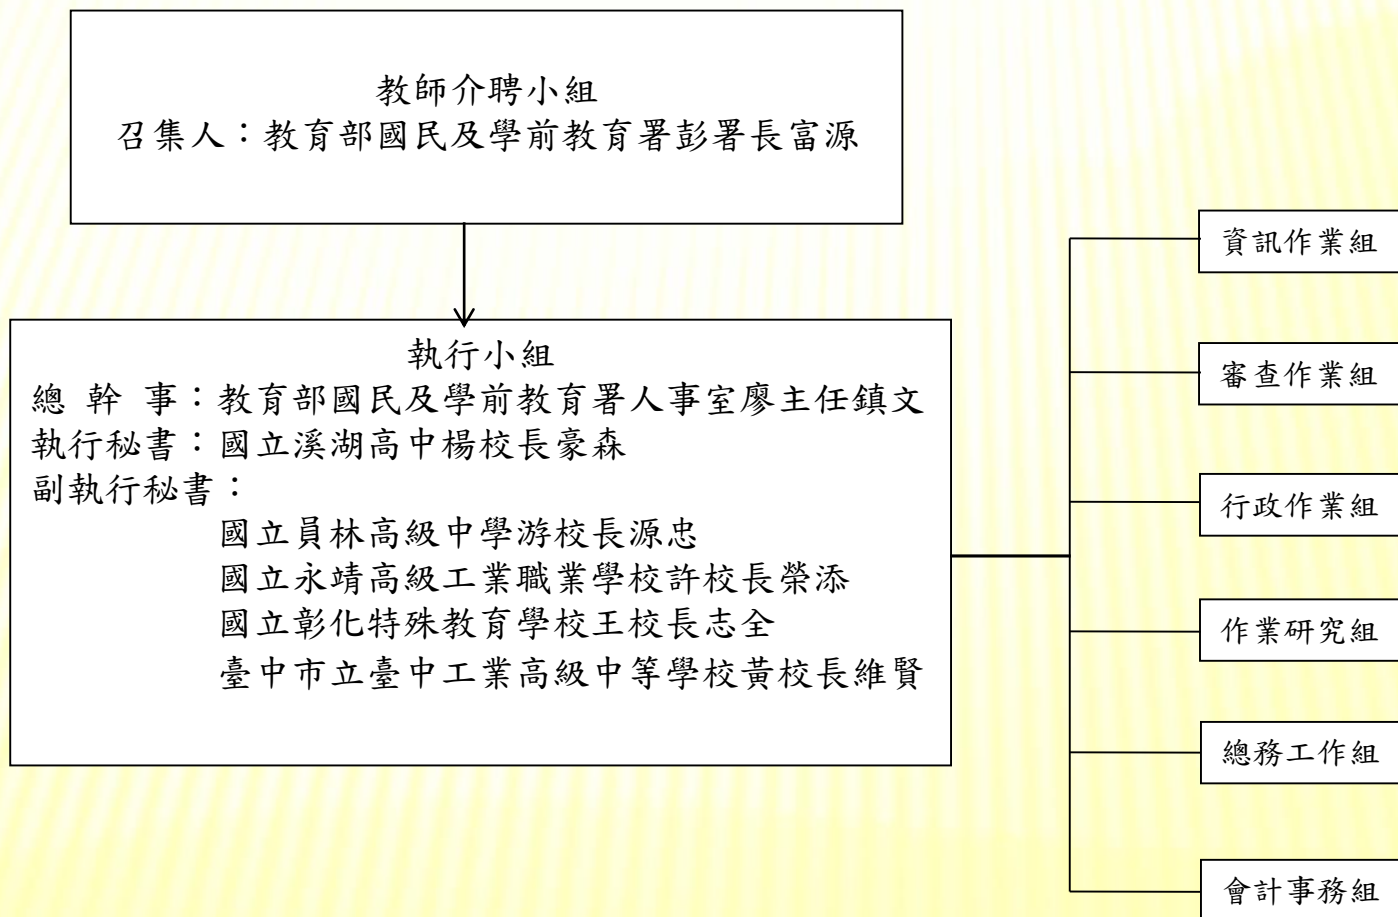 教師介聘小組
召集人：教育部國民及學前教育署彭署長富源
執行小組
總 幹 事：教育部國民及學前教育署人事室廖主任鎮文
執行秘書：國立溪湖高中楊校長豪森
副執行秘書：
國立員林高級中學游校長源忠
國立永靖高級工業職業學校許校長榮添
國立彰化特殊教育學校王校長志全
臺中市立臺中工業高級中等學校黃校長維賢
資訊作業組
審查作業組
行政作業組
作業研究組
總務工作組
會計事務組